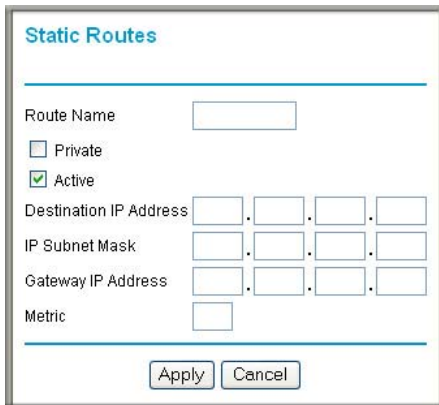 Static Routes
Route Name
Private
Active
Destination IP Address . . .
IP Subnet Mask . . .
Gateway IP Address . . .
Metric
Apply Cancel